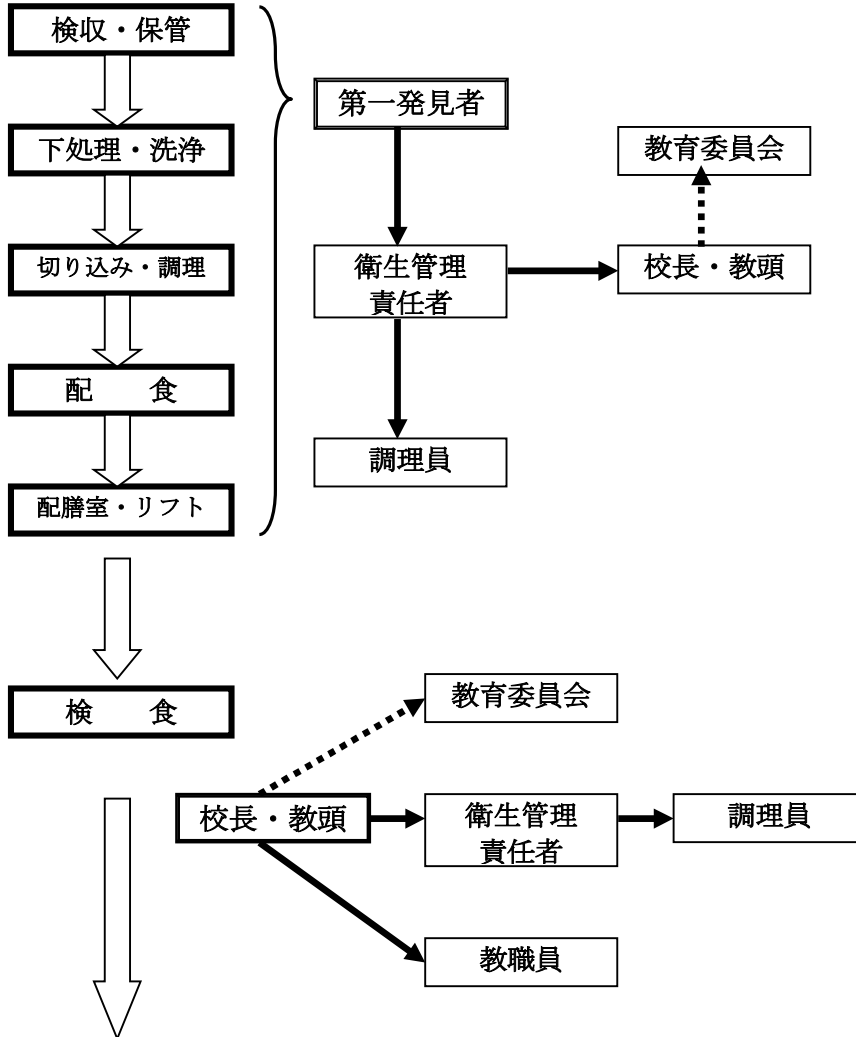 検収・保管
下処理・洗浄
切り込み・調理
配　　食
配膳室・リフト
第一発見者
衛生管理
責任者
調理員
教育委員会
校長・教頭
検　　食
校長・教頭
教育委員会
衛生管理
責任者
調理員
教職員